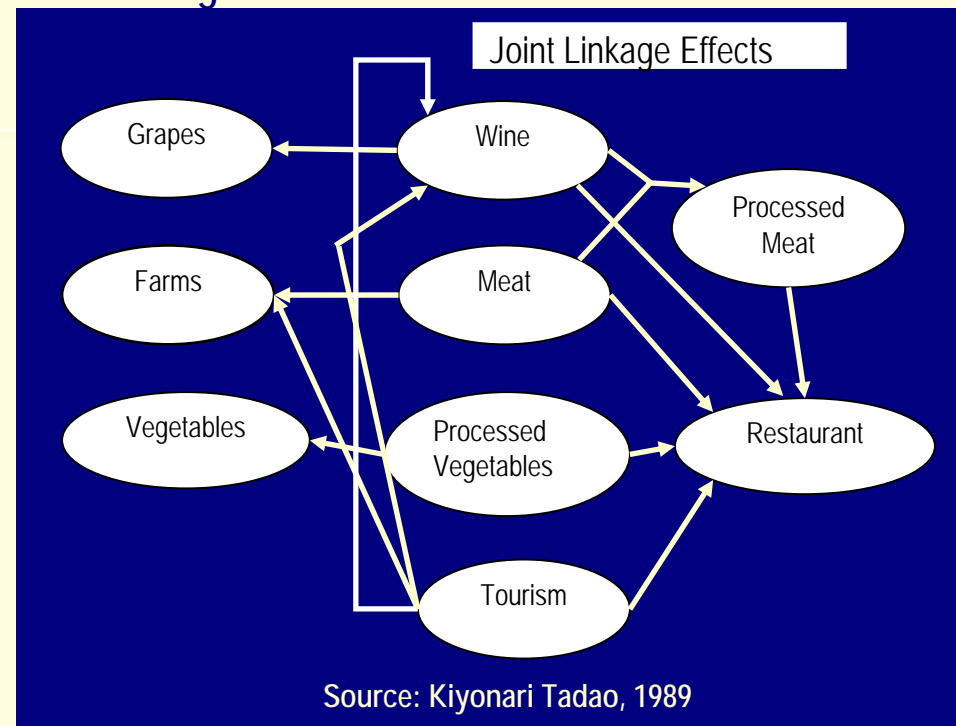 Joint Linkage Effects
Grapes
Wine
Processed
Meat
Farms
Meat
Vegetables
Processed
Vegetables
Restaurant
Tourism
Source: Kiyonari Tadao, 1989